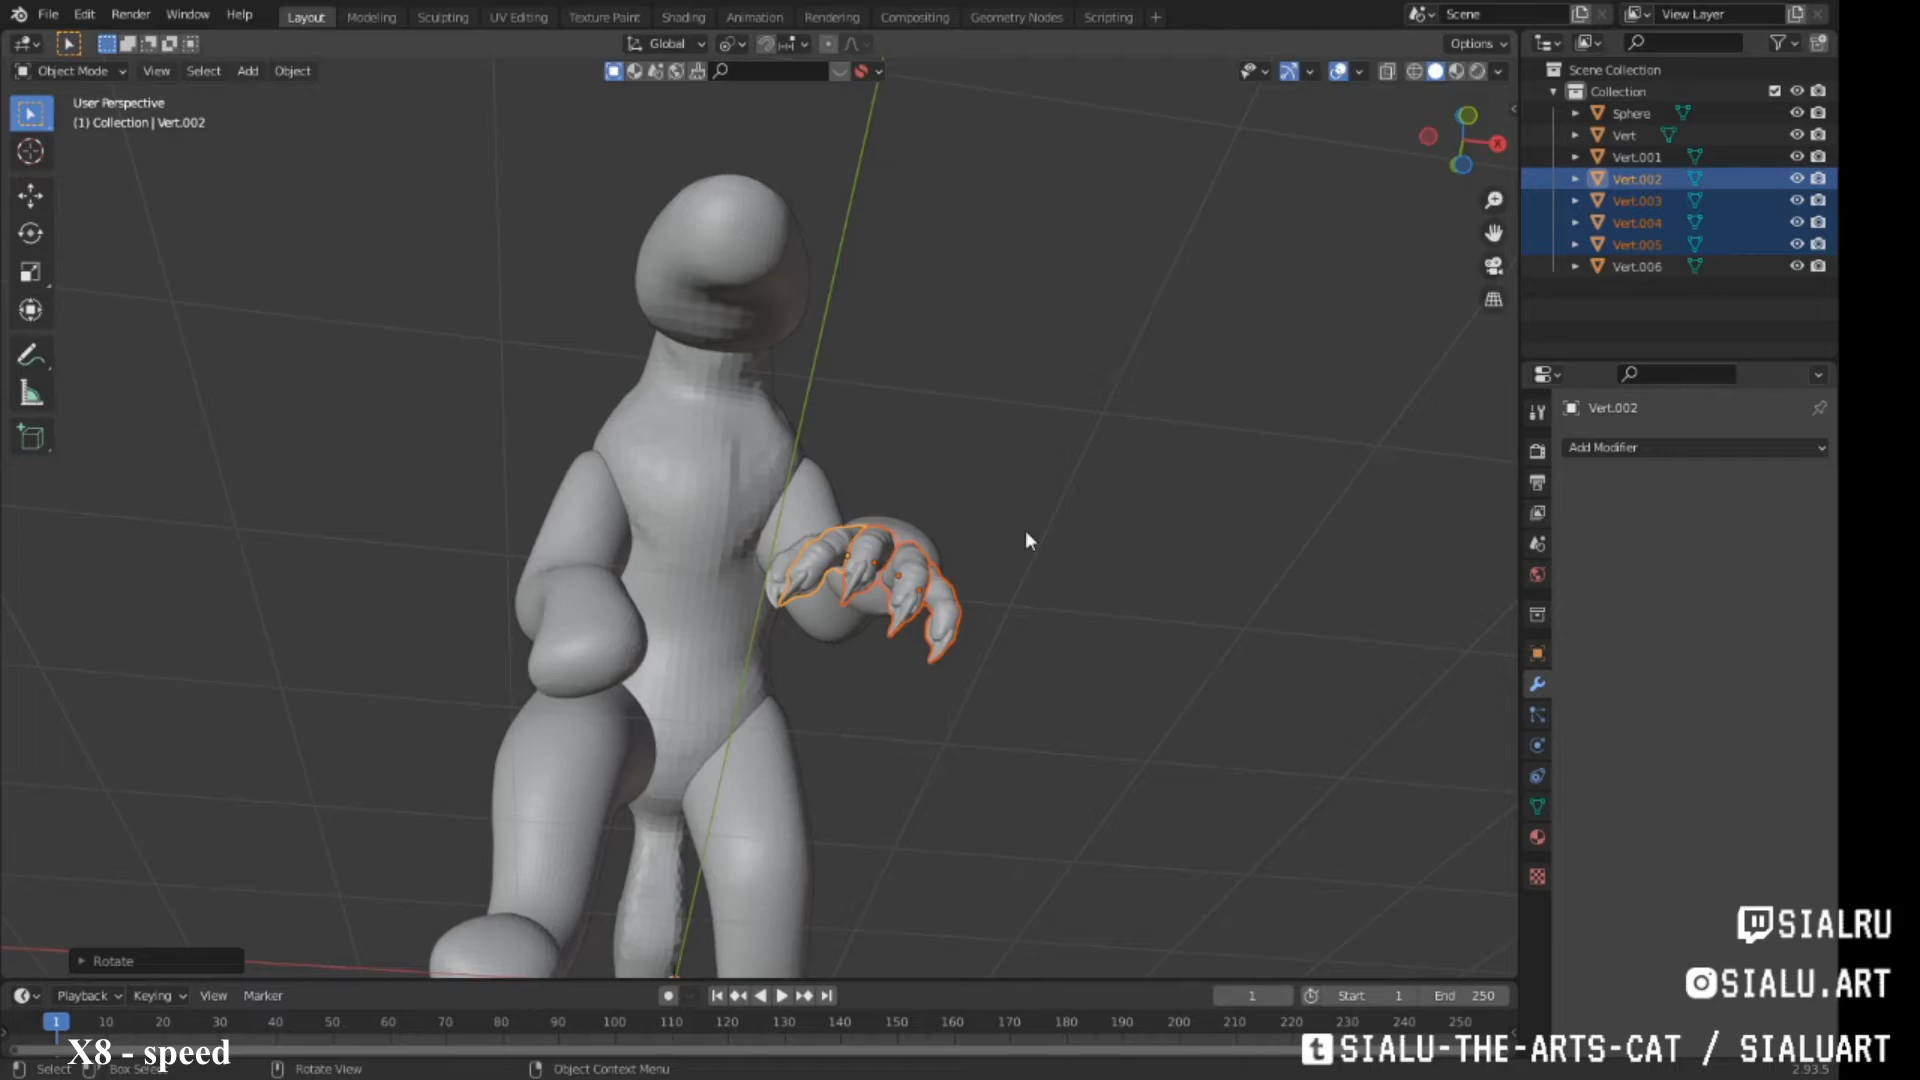 File Edit Render Window Help Layout Modeling Sculpting UV Editing Texture Paint Shading Animation Rendering Compositing Geometry Nodes Scripting + Scene View Layer
Global Options
Object Mode View Select Add Object
User Perspective
(1) Collection | Vert.002
X
Scene Collection
Collection
Sphere
Vert
Vert.001
Vert.002
Vert.003
Vert.004
Vert.005
Vert.006
Vert.002
Add Modifier
Rotate
Playback Keying View Marker 1 Start 1 End 250
1 10 20 30 40 50 60 70 80 90 100 110 120 130 140 150 160 170 180 190 200 210 220 230 240 250
X8 - speed
Select Box Select Rotate View Object Context Menu 2.93.5
SIALRU
SIALU.ART
SIALU-THE-ARTS-CAT / SIALUART